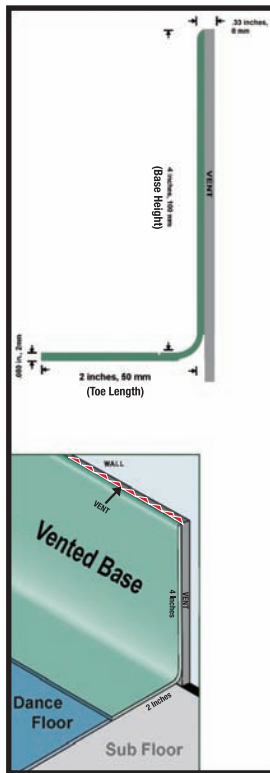 .33 inches,
8 mm
VENT
4 inches, 100 mm
(Base Height)
.080 in., 2mm
2 inches, 50 mm
(Toe Length)
WALL
VENT
Vented Base
4 Inches
VENT
2 Inches
Dance
Floor
Sub Floor